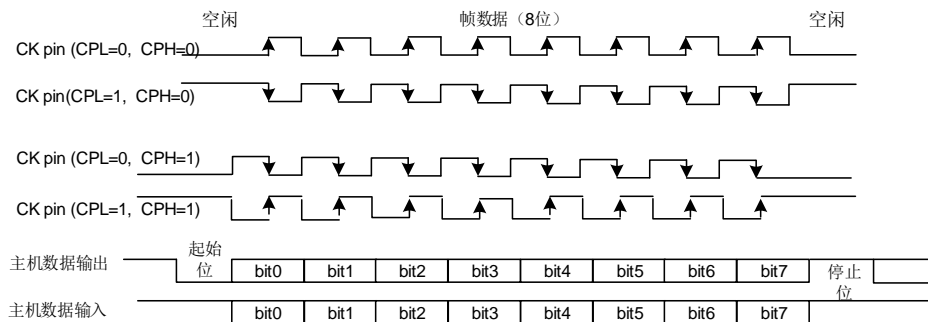 空闲 帧数据（8位） 空闲
CK pin (CPL=0, CPH=0)
CK pin(CPL=1, CPH=0)
CK pin (CPL=0, CPH=1)
CK pin (CPL=1, CPH=1)
主机数据输出 起始位 bit0 bit1 bit2 bit3 bit4 bit5 bit6 bit7 停止位
主机数据输入 bit0 bit1 bit2 bit3 bit4 bit5 bit6 bit7